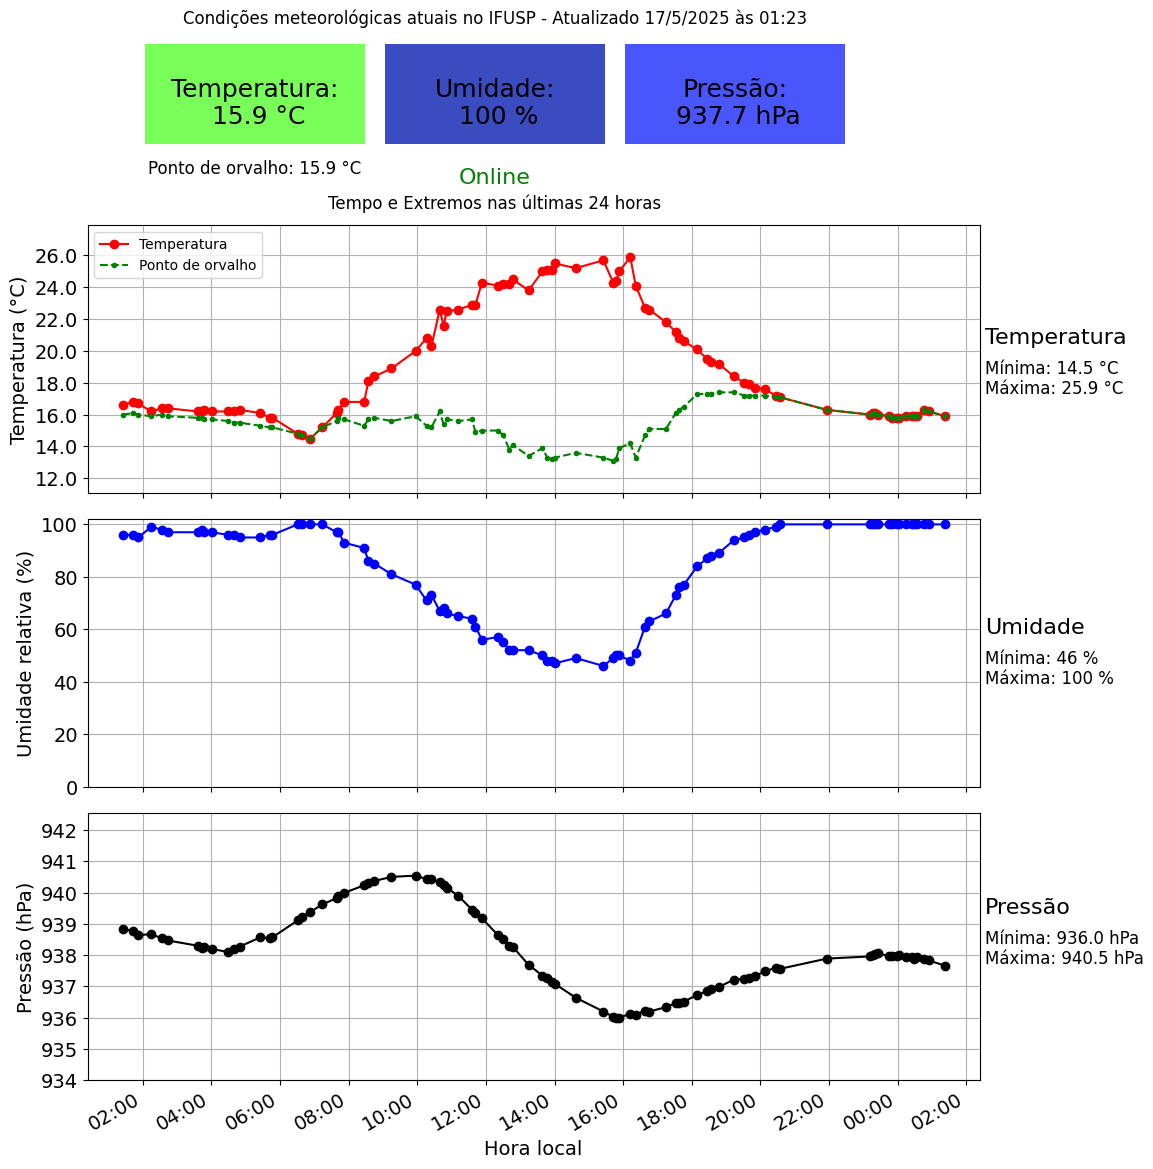 Condições meteorológicas atuais no IFUSP - Atualizado 17/5/2025 às 01:23
Temperatura:
15.9 °C
Umidade:
100 %
Pressão:
937.7 hPa
Ponto de orvalho: 15.9 °C
Online
Tempo e Extremos nas últimas 24 horas
Temperatura (°C)
26.0
24.0
22.0
20.0
18.0
16.0
14.0
12.0
Temperatura
Ponto de orvalho
Temperatura
Mínima: 14.5 °C
Máxima: 25.9 °C
Umidade relativa (%)
100
80
60
40
20
0
Umidade
Mínima: 46 %
Máxima: 100 %
Pressão (hPa)
942
941
940
939
938
937
936
935
934
Pressão
Mínima: 936.0 hPa
Máxima: 940.5 hPa
02:00 04:00 06:00 08:00 10:00 12:00 14:00 16:00 18:00 20:00 22:00 00:00 02:00
Hora local